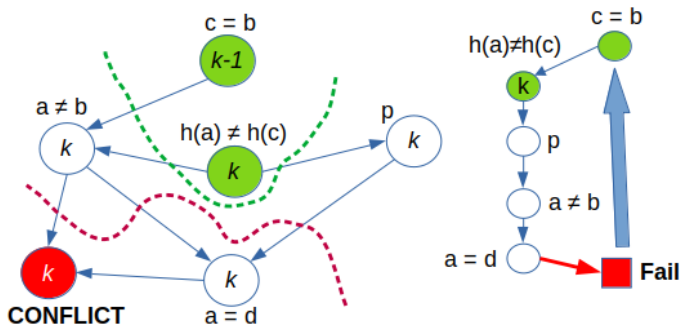 c = b
k-1
a ≠ b
k
h(a) ≠ h(c)
k
p
k
k
CONFLICT
k
a = d
c = b
h(a)≠h(c)
k
p
a ≠ b
a = d
Fail